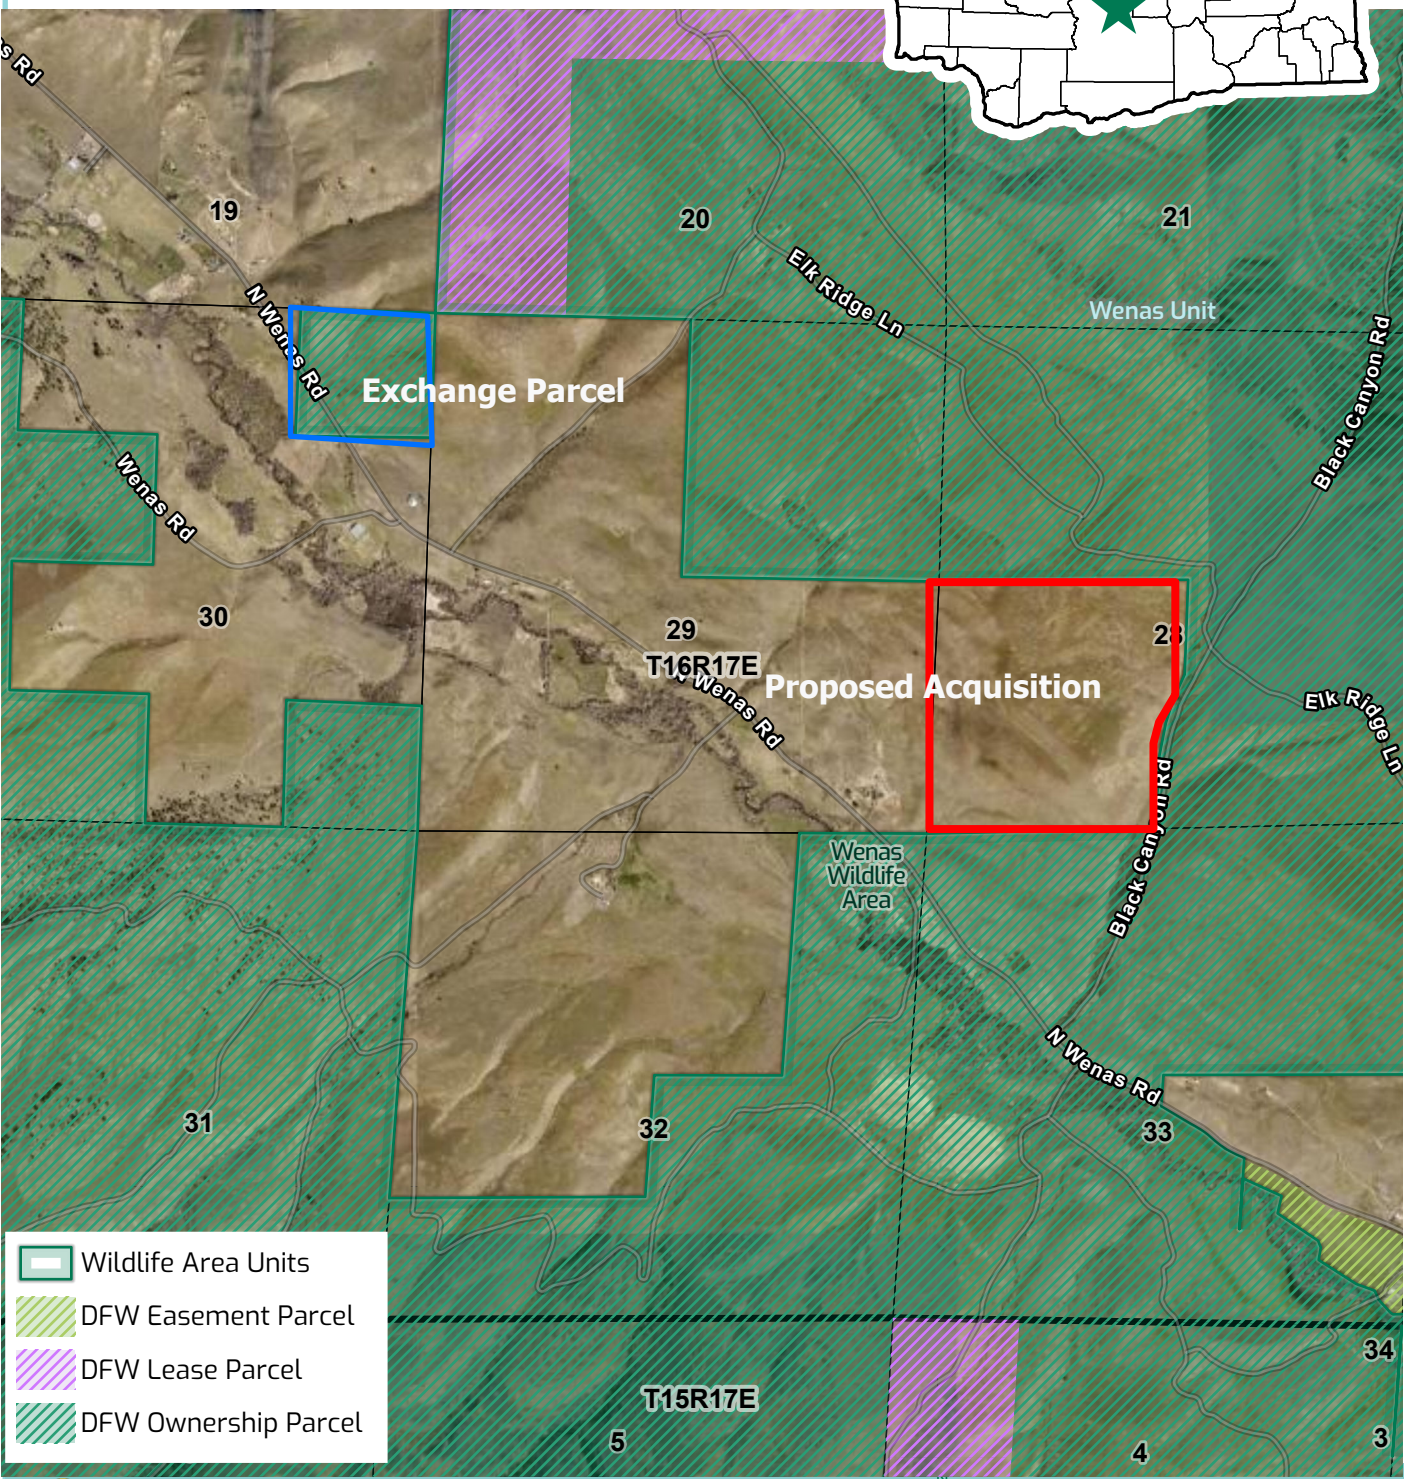 s Rd
19
20
21
N Wenas Rd
Elk Ridge Ln
Wenas Unit
Black Canyon Rd
Exchange Parcel
Wenas Rd
30
29
28
T16R17E
N Wenas Rd
Proposed Acquisition
Elk Ridge Ln
Black Canyon Rd
Wenas
Wildlife
Area
N Wenas Rd
31
32
33
Wildlife Area Units
DFW Easement Parcel
DFW Lease Parcel
DFW Ownership Parcel
34
T15R17E
5
4
3